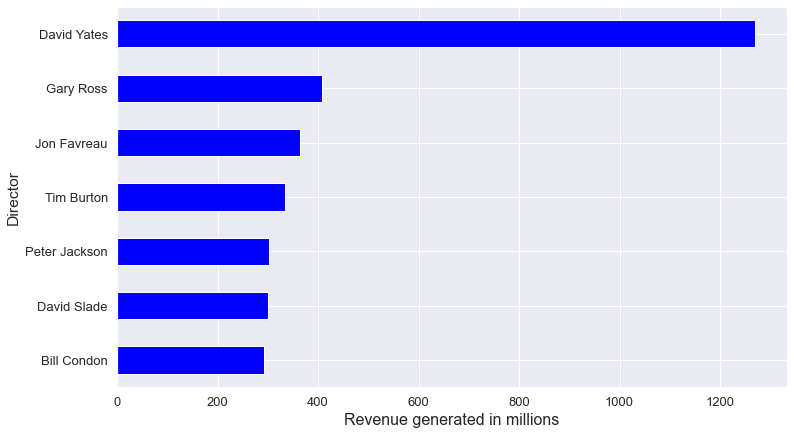 David Yates
Gary Ross
Jon Favreau
Tim Burton
Peter Jackson
David Slade
Bill Condon
Director
0 200 400 600 800 1000 1200
Revenue generated in millions